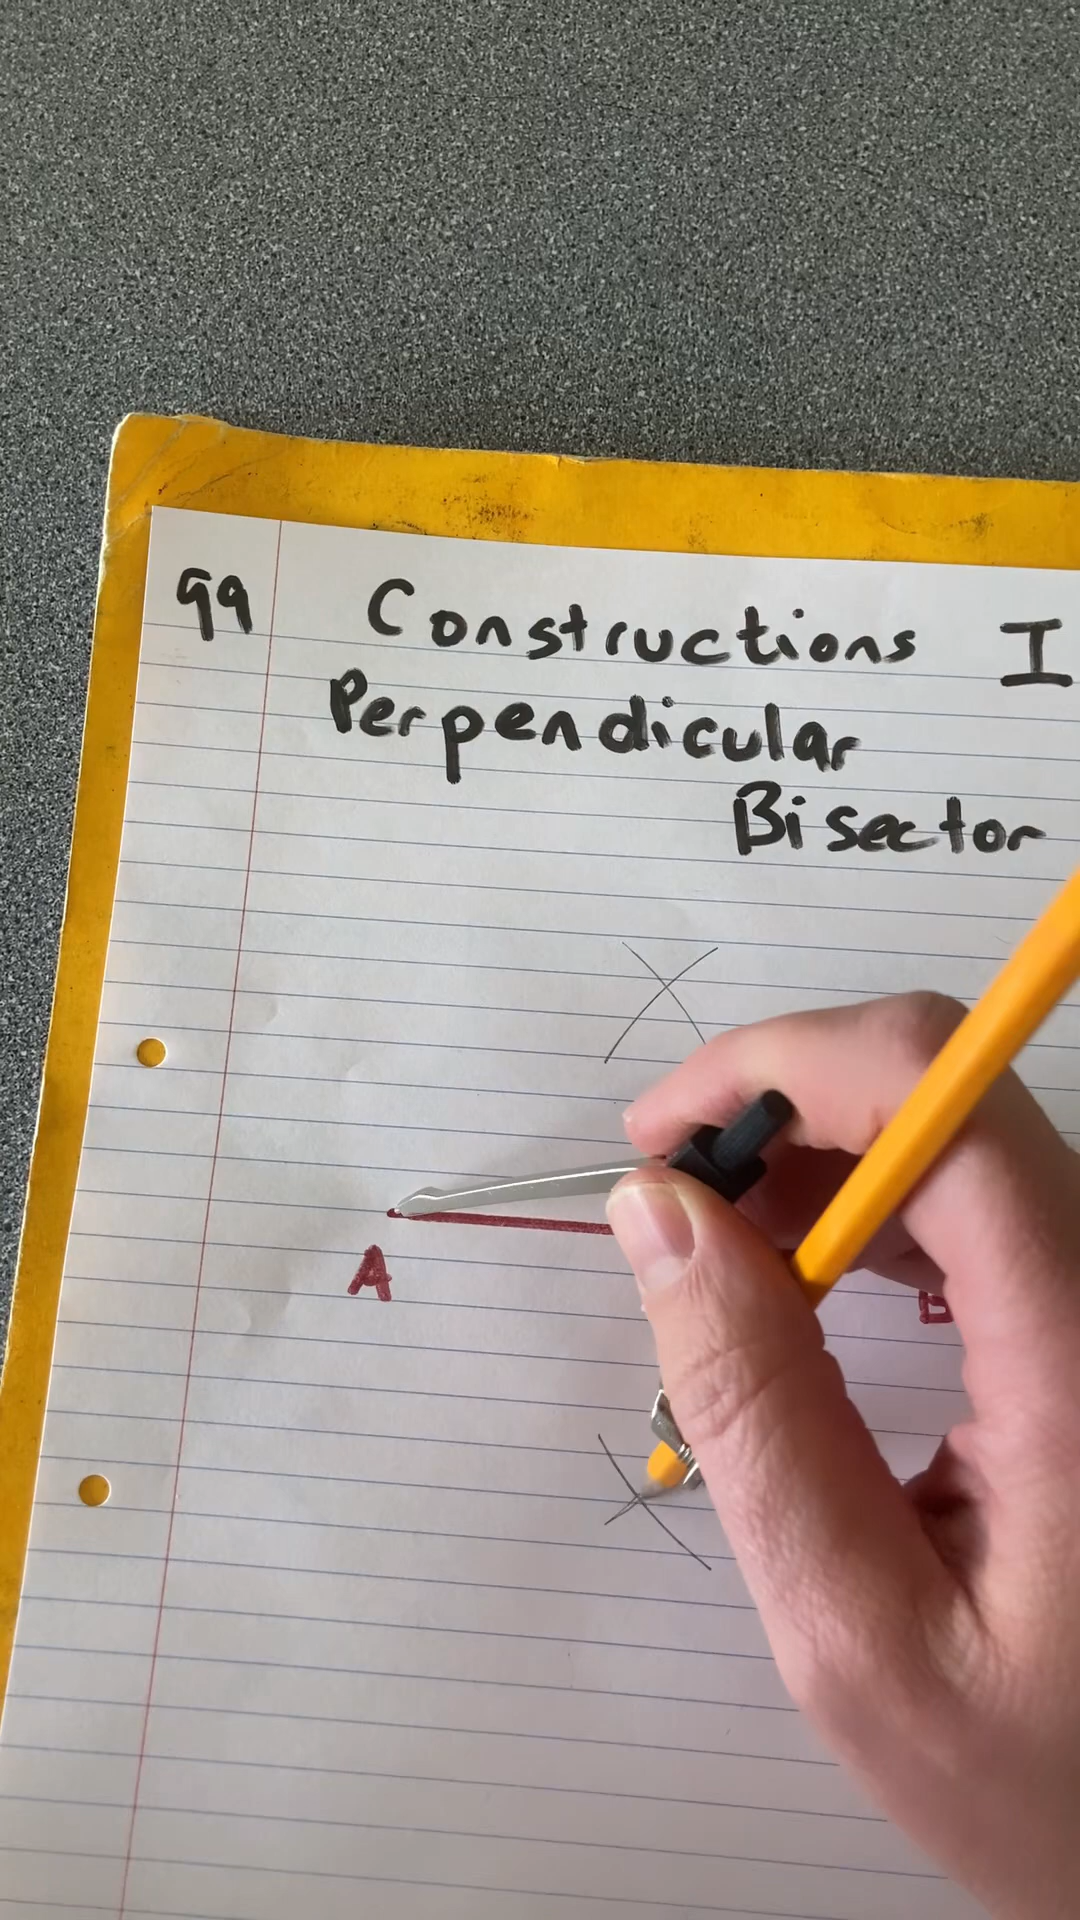 99 Constructions I
Perpendicular
Bisector
A
B